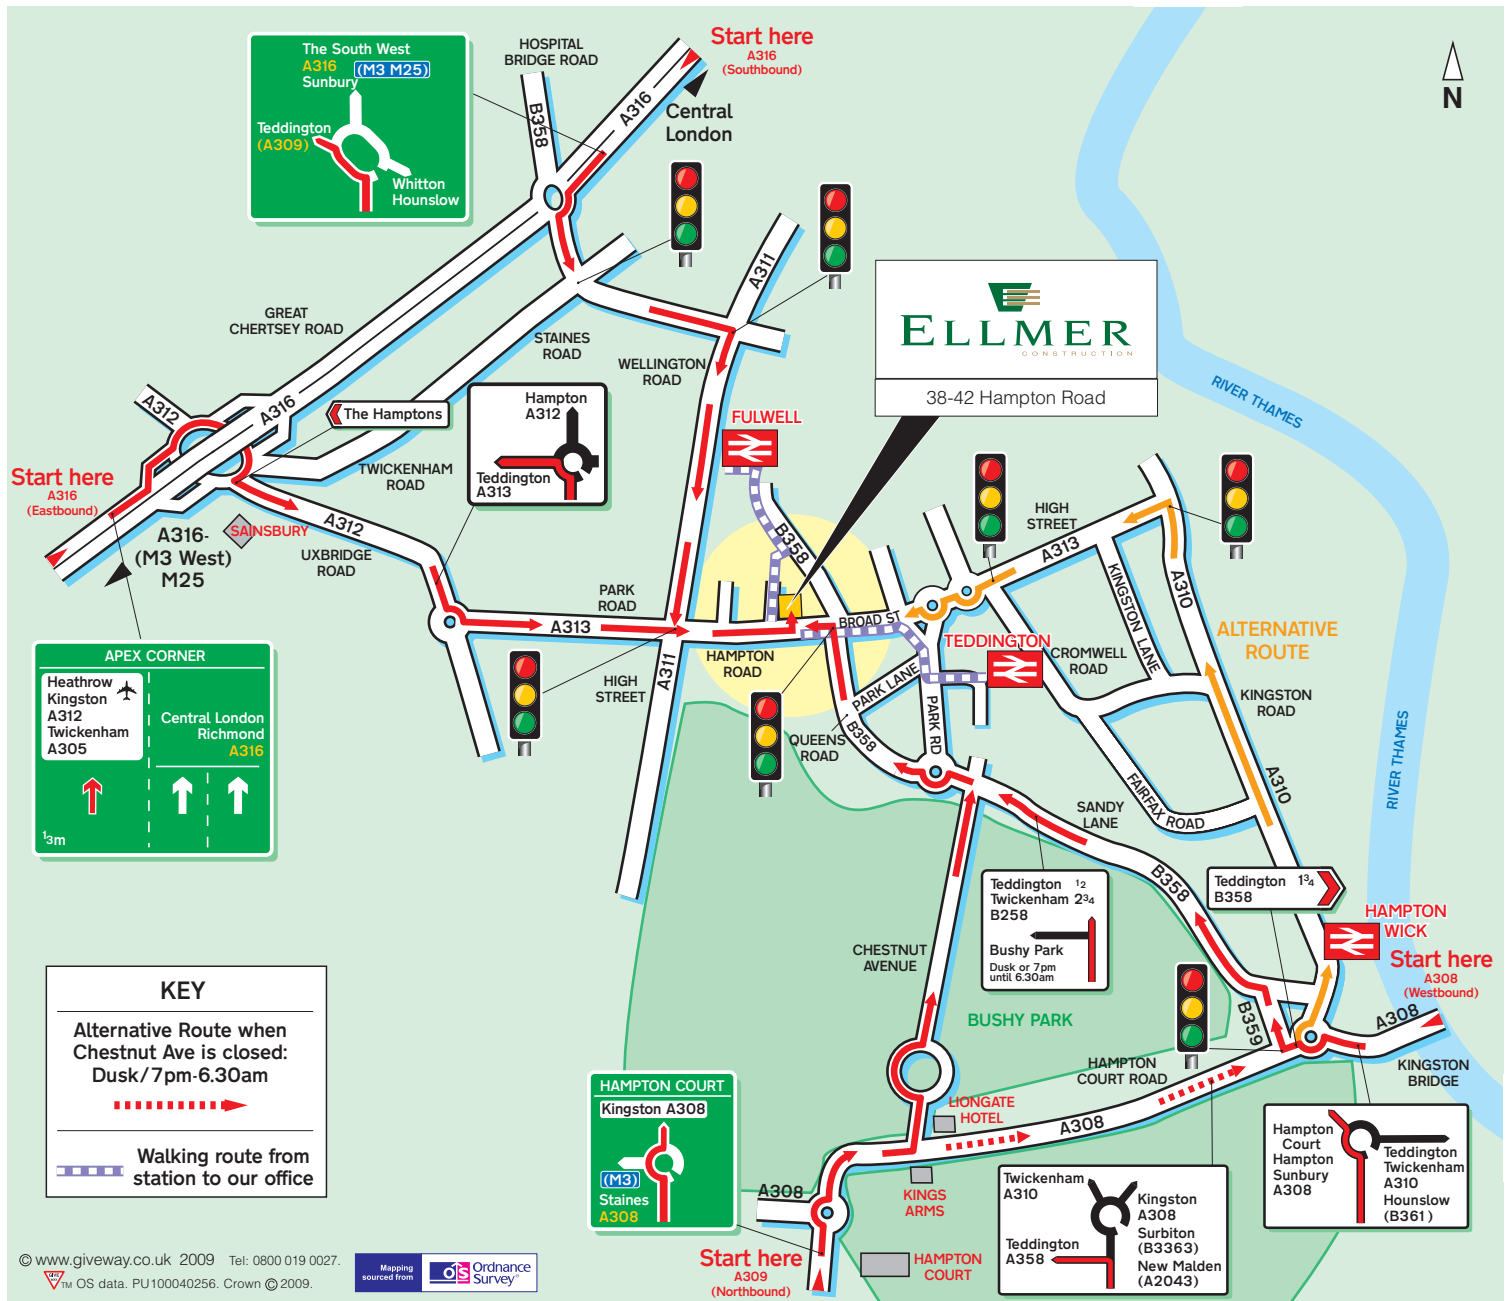 The South West
A316 (M3 M25)
Sunbury
Teddington
(A309)
Whitton
Hounslow
HOSPITAL
BRIDGE ROAD
B358
A316
Start here
A316
(Southbound)
Central
London
N
A311
GREAT
CHERTSEY ROAD
STAINES
ROAD
WELLINGTON
ROAD
ELLMER
CONSTRUCTION
38-42 Hampton Road
RIVER THAMES
A312
A316
The Hamptons
Hampton
A312
Teddington
A313
FULWELL
TWICKENHAM
ROAD
Start here
A316
(Eastbound)
A316-
(M3 West)
M25
SAINSBURY
A312
UXBRIDGE
ROAD
B358
HIGH
STREET
A313
KINGSTON LANE
A310
PARK
ROAD
A313
BROAD ST
HAMPTON
ROAD
HIGH
STREET
A311
TEDDINGTON
CROMWELL
ROAD
ALTERNATIVE
ROUTE
KINGSTON
ROAD
PARK LANE
PARK RD
QUEENS
ROAD
B358
RIVER THAMES
APEX CORNER
Heathrow
Kingston
A312
Twickenham
A305
Central London
Richmond
A316
13m
A310
FAIRFAX ROAD
SANDY
LANE
B358
Teddington 12
Twickenham 234
B258
Bushy Park
Dusk or 7pm
until 6.30am
Teddington 134
B358
HAMPTON
WICK
Start here
A308
(Westbound)
CHESTNUT
AVENUE
BUSHY PARK
B359
A308
KINGSTON
BRIDGE
HAMPTON
COURT ROAD
KEY
Alternative Route when
Chestnut Ave is closed:
Dusk/7pm-6.30am
Walking route from
station to our office
HAMPTON COURT
Kingston A308
(M3)
Staines
A308
LIONGATE
HOTEL
A308
KINGS
ARMS
A308
Hampton
Court
Hampton
Sunbury
A308
Teddington
Twickenham
A310
Hounslow
(B361)
Twickenham
A310
Kingston
A308
Surbiton
(B3363)
New Malden
(A2043)
Teddington
A358
Start here
A309
(Northbound)
HAMPTON
COURT
© www.giveway.co.uk 2009 Tel: 0800 019 0027.
TM OS data. PU100040256. Crown © 2009.
Mapping
sourced from
OS Ordnance
Survey®